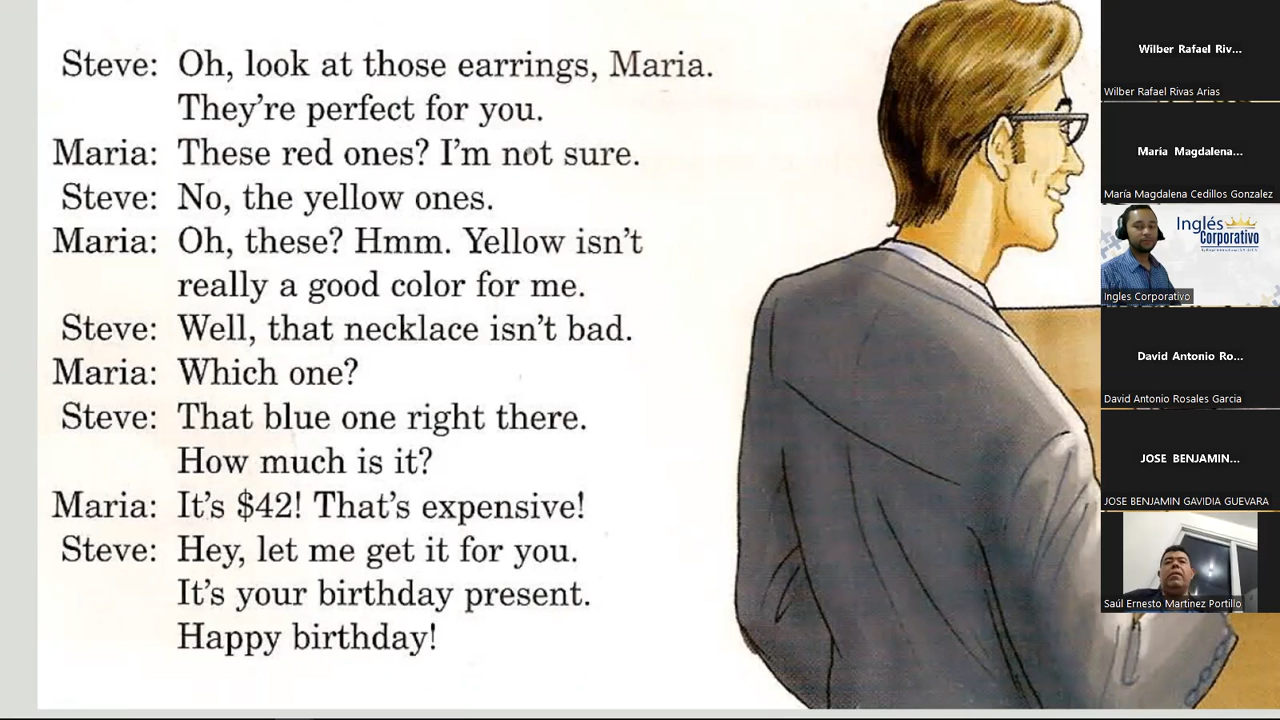 Steve: Oh, look at those earrings, Maria.
They're perfect for you.
Maria: These red ones? I'm not sure.
Steve: No, the yellow ones.
Maria: Oh, these? Hmm. Yellow isn't
really a good color for me.
Steve: Well, that necklace isn't bad.
Maria: Which one?
Steve: That blue one right there.
How much is it?
Maria: It's $42! That's expensive!
Steve: Hey, let me get it for you.
It's your birthday present.
Happy birthday!
Wilber Rafael Riv...
Wilber Rafael Rivas Arias
María Magdalena...
María Magdalena Cedillos Gonzalez
Inglés
Corporativo
Ingles Corporativo
David Antonio Ro...
David Antonio Rosales Garcia
JOSE BENJAMIN...
JOSE BENJAMIN GAVIDIA GUEVARA
Saúl Ernesto Martinez Portillo